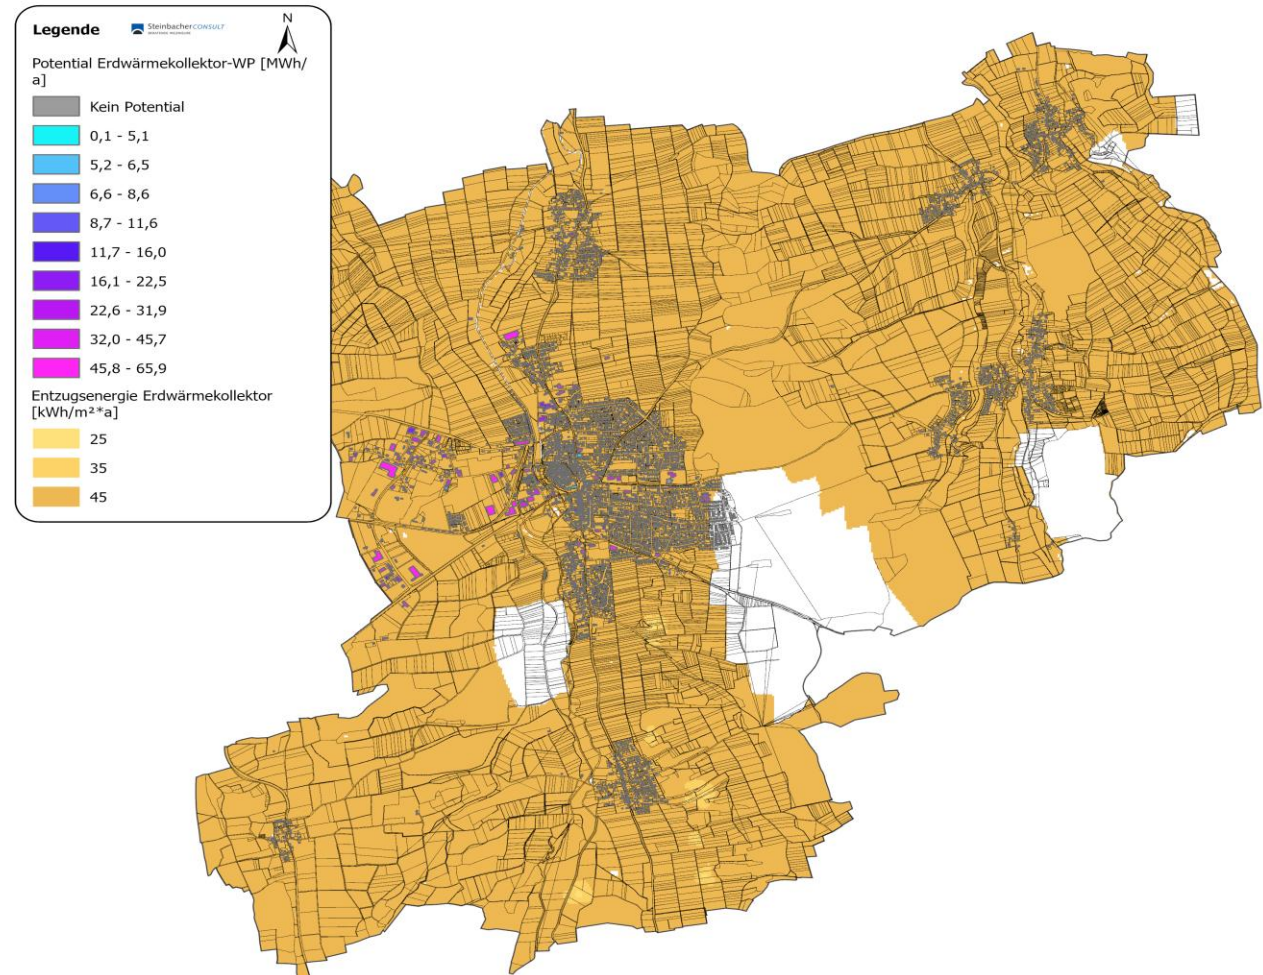 Legende
Steinbacher CONSULT
N
Potential Erdwärmekollektor-WP [MWh/
a]
Kein Potential
0,1 - 5,1
5,2 - 6,5
6,6 - 8,6
8,7 - 11,6
11,7 - 16,0
16,1 - 22,5
22,6 - 31,9
32,0 - 45,7
45,8 - 65,9
Entzugsenergie Erdwärmekollektor
[kWh/m²*a]
25
35
45